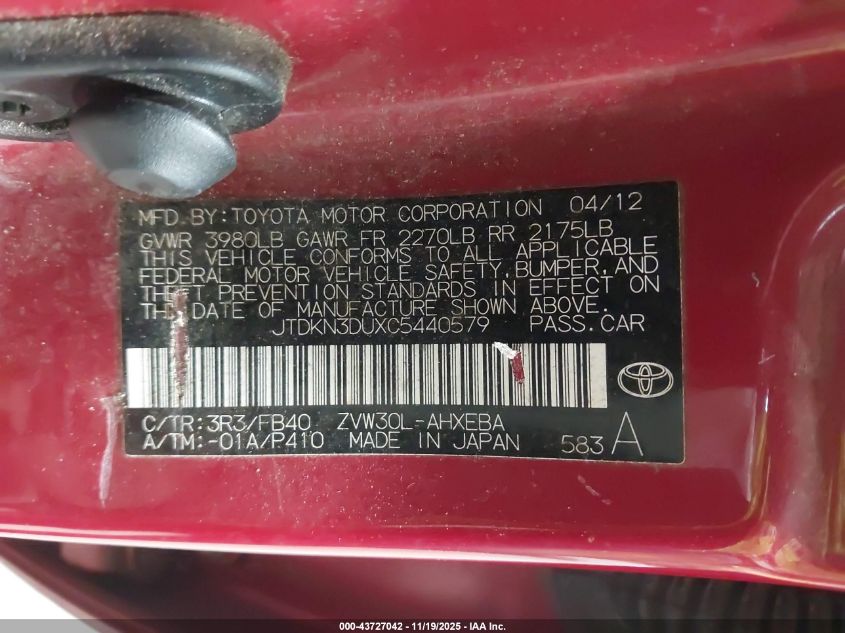 MFD BY: TOYOTA MOTOR CORPORATION 04/12
GVWR 3980LB GAWR FR 2270LB RR 2175LB
THIS VEHICLE CONFORMS TO ALL APPLICABLE
FEDERAL MOTOR VEHICLE SAFETY, BUMPER, AND
THEFT PREVENTION STANDARDS IN EFFECT ON
THE DATE OF MANUFACTURE SHOWN ABOVE.
JTDKN3DUXC5440579 PASS. CAR
C/TR: 3R3/FB40 ZVW30L-AHXEBA
A/TM: -01A/P410 MADE IN JAPAN 583 A
000-43727042 - 11/19/2025 - IAA Inc.